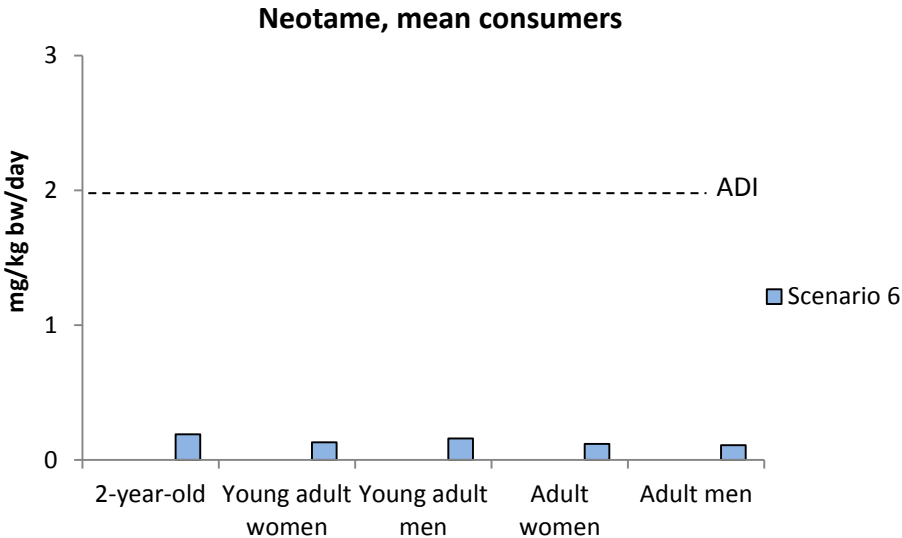 Neotame, mean consumers
3
2
1
0
mg/kg bw/day
ADI
Scenario 6
2-year-old
Young adult
women
Young adult
men
Adult
women
Adult men